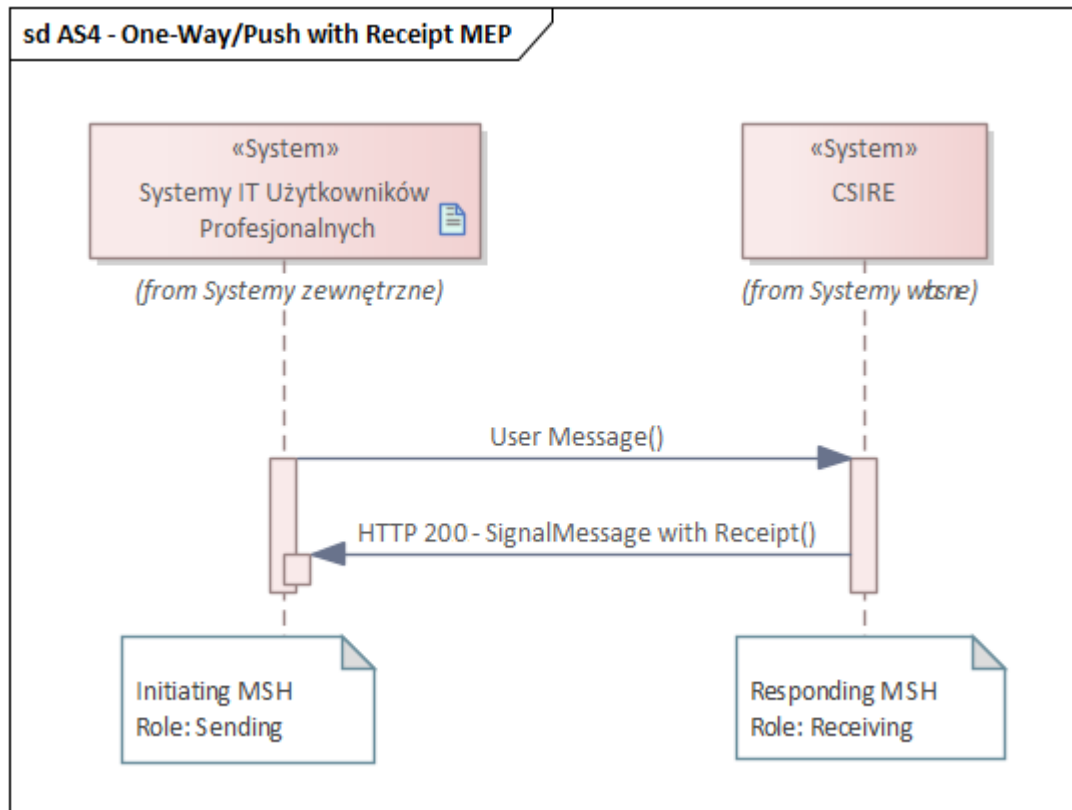 sd AS4 - One-Way/Push with Receipt MEP
«System»
Systemy IT Użytkowników
Profesjonalnych
(from Systemy zewnętrzne)
«System»
CSIRE
(from Systemy własne)
User Message()
HTTP 200 - SignalMessage with Receipt()
Initiating MSH
Role: Sending
Responding MSH
Role: Receiving